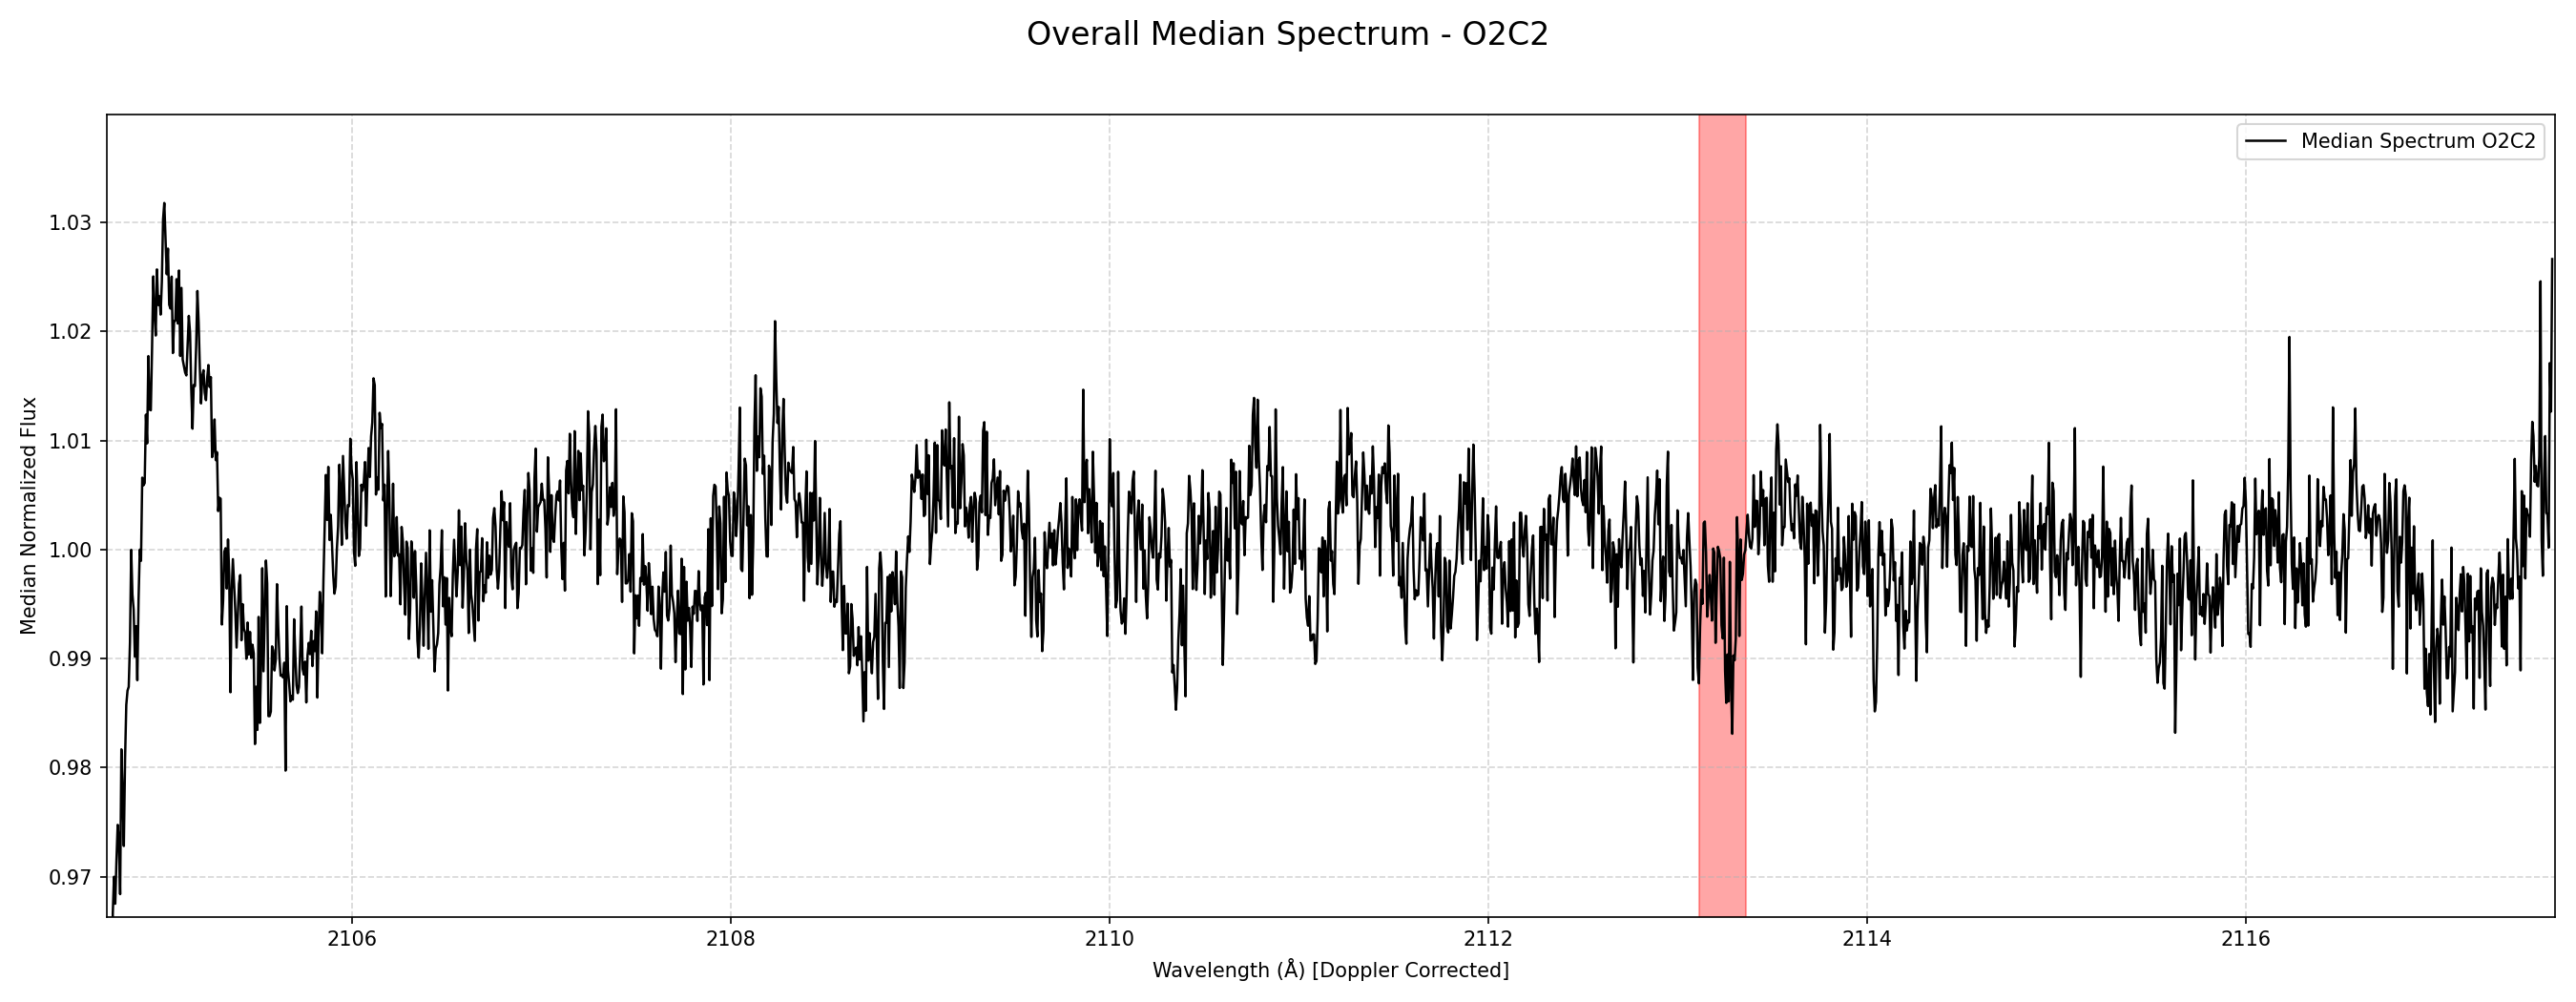 Overall Median Spectrum - O2C2
Median Spectrum O2C2
Median Normalized Flux
1.03
1.02
1.01
1.00
0.99
0.98
0.97
2106 2108 2110 2112 2114 2116
Wavelength (Å) [Doppler Corrected]